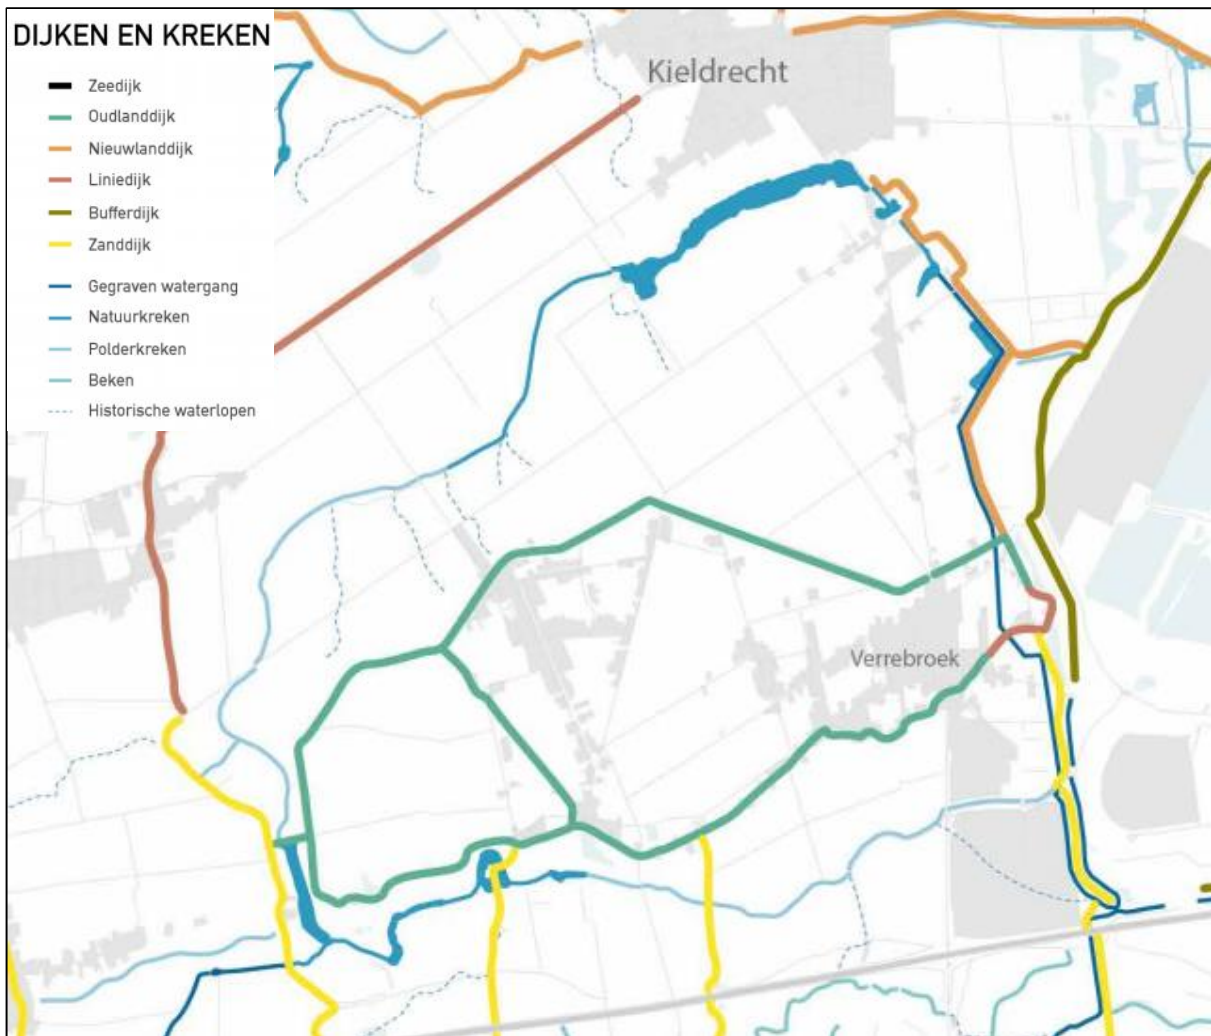 DIJKEN EN KREKEN
Zeedijk
Oudlanddijk
Nieuwlanddijk
Liniedijk
Bufferdijk
Zanddijk
Gegraven watergang
Natuurkreken
Polderkreken
Beken
Historische waterlopen
Kieldrecht
Verrebroek